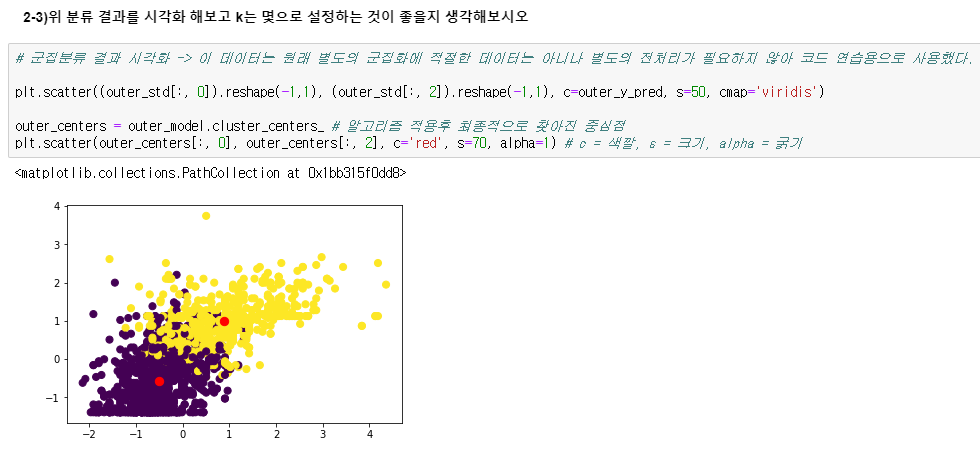 2-3)위 분류 결과를 시각화 해보고 k는 몇으로 설정하는 것이 좋을지 생각해보시오
# 군집분류 결과 시각화 -> 이 데이터는 원래 별도의 군집화에 적절한 데이터는 아니나 별도의 전처리가 필요하지 않아 코드 연습용으로 사용했다.
plt.scatter((outer_std[:, 0]).reshape(-1,1), (outer_std[:, 2]).reshape(-1,1), c=outer_y_pred, s=50, cmap='viridis')
outer_centers = outer_model.cluster_centers_ # 알고리즘 적용후 최종적으로 찾아진 중심점
plt.scatter(outer_centers[:, 0], outer_centers[:, 2], c='red', s=70, alpha=1) # c = 색깔, s = 크기, alpha = 굵기
<matplotlib.collections.PathCollection at 0x1bb315f0dd8>
4
3
2
1
0
−1
−2 −1 0 1 2 3 4